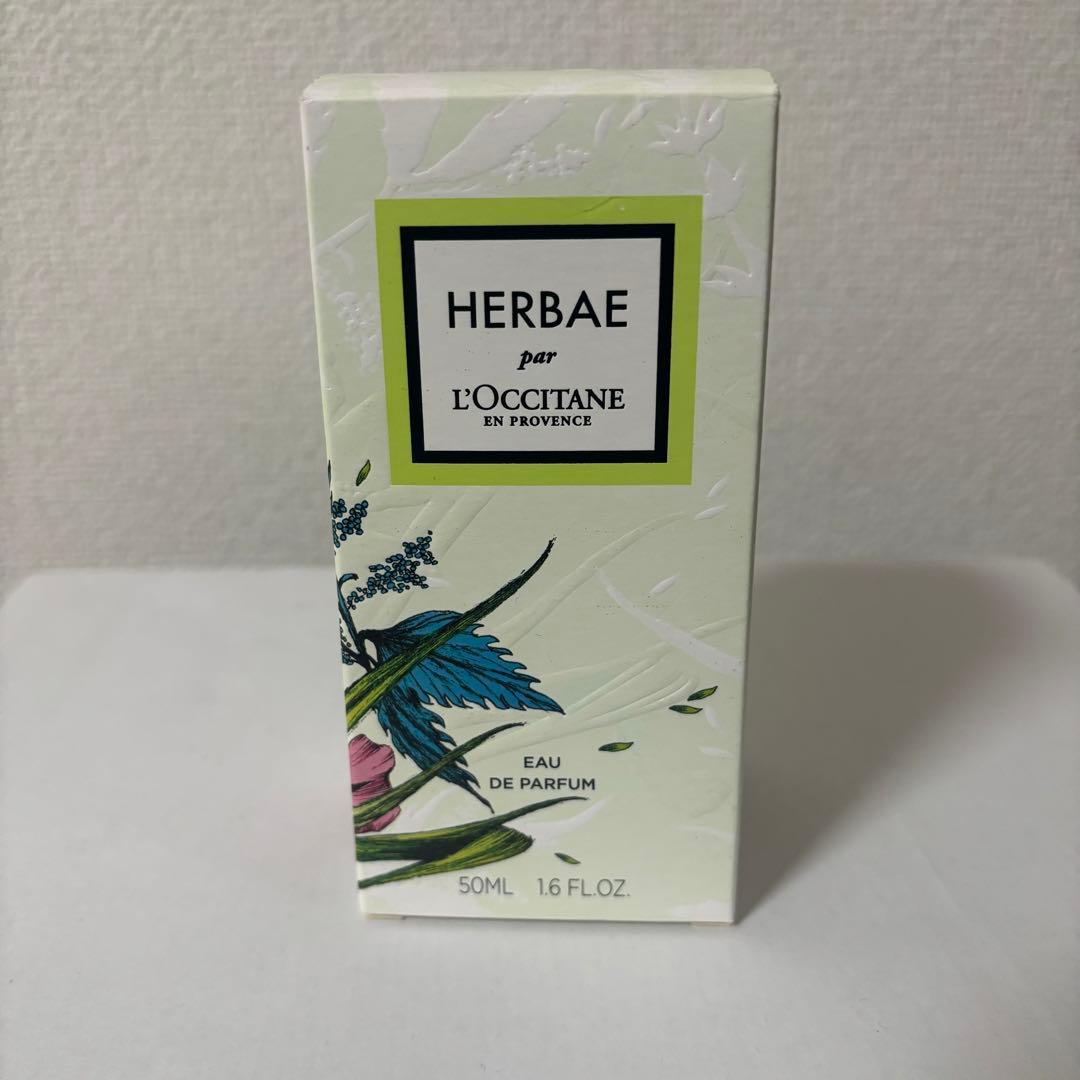 HERBAE
par
L'OCCITANE
EN PROVENCE
EAU
DE PARFUM
50ML 1.6 FL.OZ.